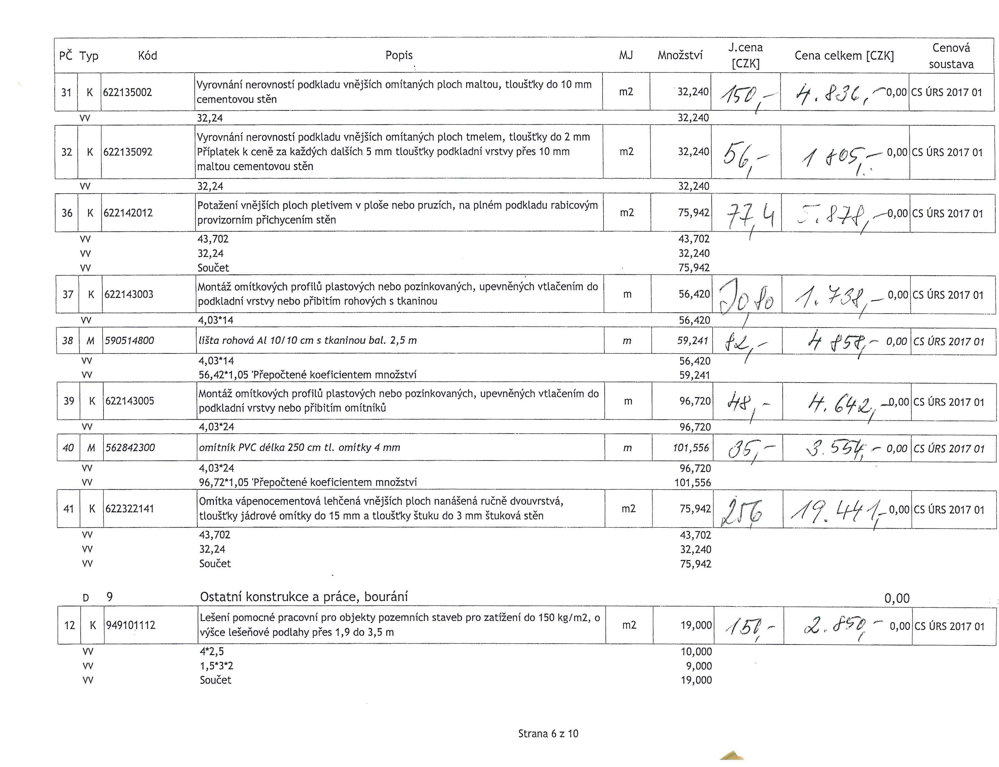 PČ Typ Kód Popis MJ Množství J.cena [CZK] Cena celkem [CZK] Cenová soustava
31 K 622135002 Vyrovnání nerovností podkladu vnějších omítaných ploch maltou, tloušťky do 10 mm m2 32,240 150,- 4.836,- 0,00 CS ÚRS 2017 01
cementovou stěn
VV 32,24 32,240
Vyrovnání nerovností podkladu vnějších omítaných ploch tmelem, tloušťky do 2 mm
32 K 622135092 Příplatek k ceně za každých dalších 5 mm tloušťky podkladní vrstvy přes 10 mm m2 32,240 56,- 1 805,- 0,00 CS ÚRS 2017 01
maltou cementovou stěn
VV 32,24 32,240
36 K 622142012 Potažení vnějších ploch pletivem v ploše nebo pruzích, na plném podkladu rabicovým m2 75,942 77,4 5.878,- 0,00 CS ÚRS 2017 01
provizorním přichycením stěn
VV 43,702 43,702
VV 32,24 32,240
VV Součet 75,942
37 K 622143003 Montáž omítkových profilů plastových nebo pozinkovaných, upevněných vtlačením do m 56,420 30,80 1.738,- 0,00 CS ÚRS 2017 01
podkladní vrstvy nebo přibitím rohových s tkaninou
VV 4,03*14 56,420
38 M 590514800 lišta rohová Al 10/10 cm s tkaninou bal. 2,5 m m 59,241 82,- 4 858,- 0,00 CS ÚRS 2017 01
VV 4,03*14 56,420
VV 56,42*1,05 'Přepočtené koeficientem množství 59,241
39 K 622143005 Montáž omítkových profilů plastových nebo pozinkovaných, upevněných vtlačením do m 96,720 48,- 4.642,- 0,00 CS ÚRS 2017 01
podkladní vrstvy nebo přibitím omítníků
VV 4,03*24 96,720
40 M 562842300 omítník PVC délka 250 cm tl. omítky 4 mm m 101,556 35,- 3.554,- 0,00 CS ÚRS 2017 01
VV 4,03*24 96,720
VV 96,72*1,05 'Přepočtené koeficientem množství 101,556
41 K 622322141 Omítka vápenocementová lehčená vnějších ploch nanášená ručně dvouvrstvá, m2 75,942 256 19.441,- 0,00 CS ÚRS 2017 01
tloušťky jádrové omítky do 15 mm a tloušťky štuku do 3 mm štuková stěn
VV 43,702 43,702
VV 32,24 32,240
VV Součet 75,942
D 9 Ostatní konstrukce a práce, bourání 0,00
12 K 949101112 Lešení pomocné pracovní pro objekty pozemních staveb pro zatížení do 150 kg/m2, o m2 19,000 150,- 2.850,- 0,00 CS ÚRS 2017 01
výšce lešeňové podlahy přes 1,9 do 3,5 m
VV 4*2,5 10,000
VV 1,5*3*2 9,000
VV Součet 19,000
Strana 6 z 10